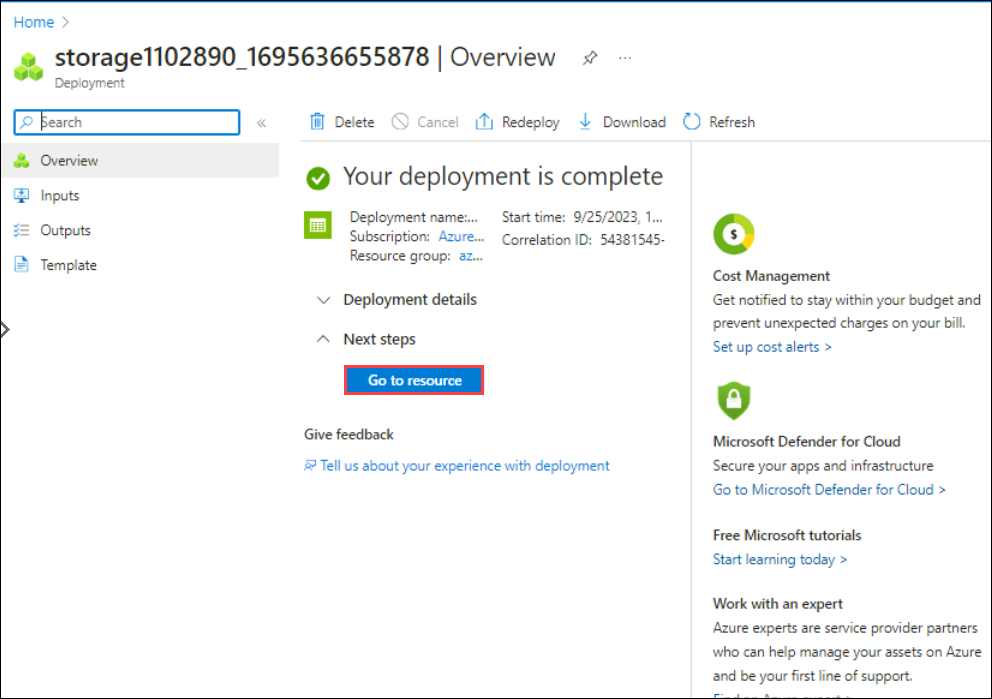 Home >
storage1102890_1695636655878 | Overview ...
Deployment
Search «
Delete Cancel Redeploy Download Refresh
Overview
Inputs
Outputs
Template
Your deployment is complete
Deployment name:... Start time: 9/25/2023, 1...
Subscription: Azure... Correlation ID: 54381545-
Resource group: az...
Deployment details
Next steps
Go to resource
Give feedback
Tell us about your experience with deployment
Cost Management
Get notified to stay within your budget and
prevent unexpected charges on your bill.
Set up cost alerts >
Microsoft Defender for Cloud
Secure your apps and infrastructure
Go to Microsoft Defender for Cloud >
Free Microsoft tutorials
Start learning today >
Work with an expert
Azure experts are service provider partners
who can help manage your assets on Azure
and be your first line of support.
Find an Azure expert >